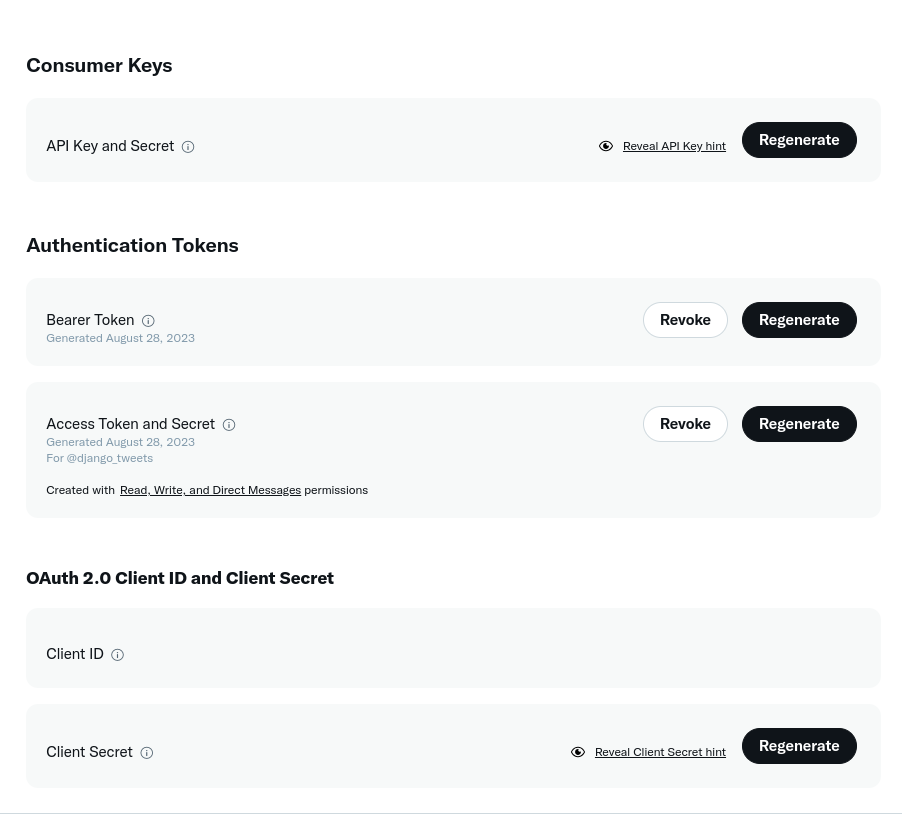 Consumer Keys
API Key and Secret
Reveal API Key hint
Regenerate
Authentication Tokens
Bearer Token
Generated August 28, 2023
Revoke
Regenerate
Access Token and Secret
Generated August 28, 2023
For @django_tweets
Revoke
Regenerate
Created with Read, Write, and Direct Messages permissions
OAuth 2.0 Client ID and Client Secret
Client ID
Client Secret
Reveal Client Secret hint
Regenerate